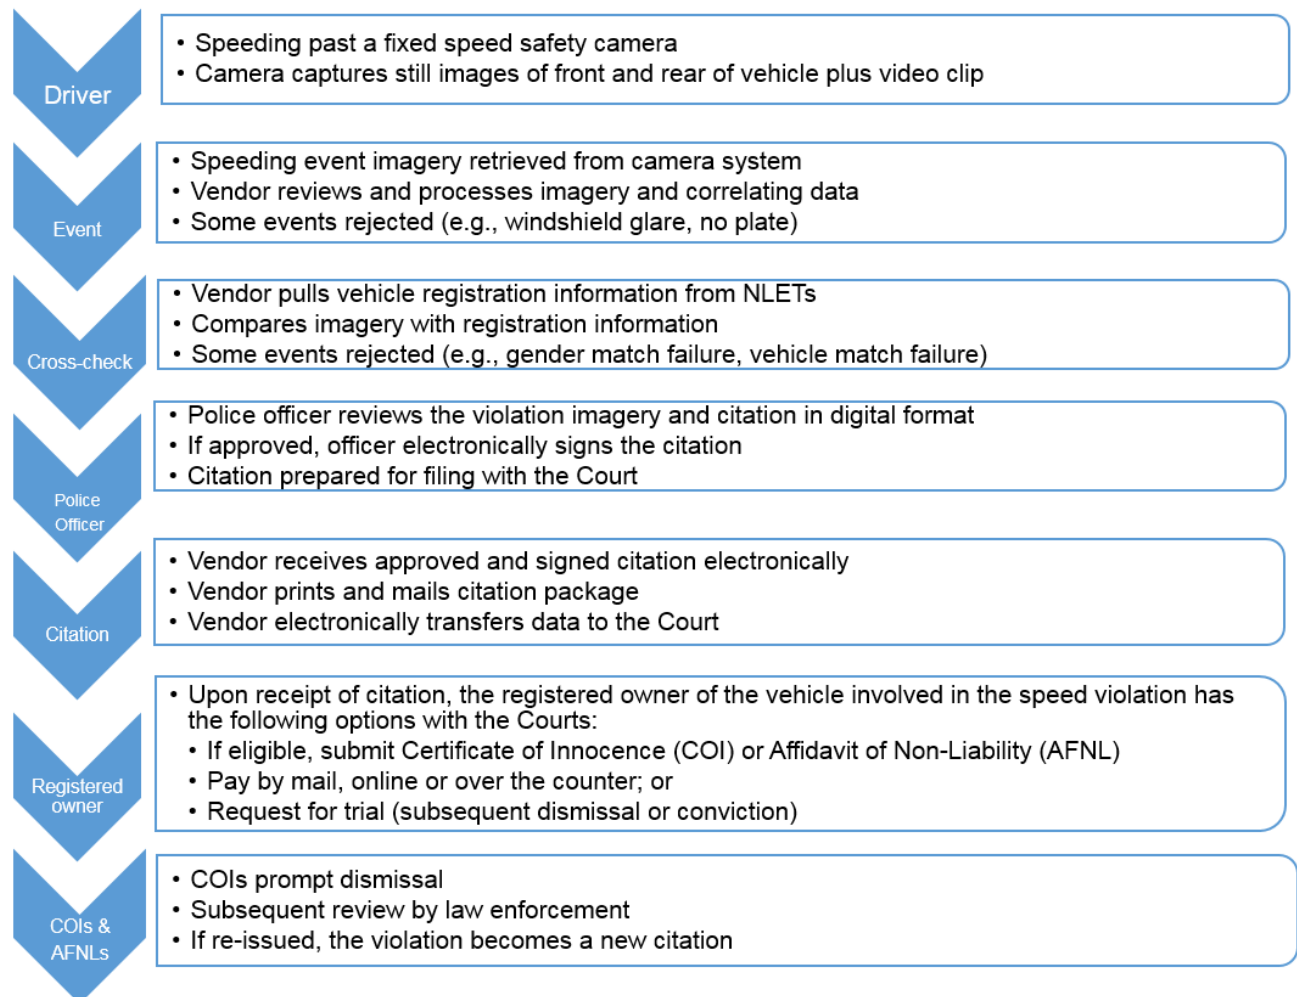 Driver
• Speeding past a fixed speed safety camera
• Camera captures still images of front and rear of vehicle plus video clip
Event
• Speeding event imagery retrieved from camera system
• Vendor reviews and processes imagery and correlating data
• Some events rejected (e.g., windshield glare, no plate)
Cross-check
• Vendor pulls vehicle registration information from NLETs
• Compares imagery with registration information
• Some events rejected (e.g., gender match failure, vehicle match failure)
Police
Officer
• Police officer reviews the violation imagery and citation in digital format
• If approved, officer electronically signs the citation
• Citation prepared for filing with the Court
Citation
• Vendor receives approved and signed citation electronically
• Vendor prints and mails citation package
• Vendor electronically transfers data to the Court
Registered
owner
• Upon receipt of citation, the registered owner of the vehicle involved in the speed violation has
the following options with the Courts:
• If eligible, submit Certificate of Innocence (COI) or Affidavit of Non-Liability (AFNL)
• Pay by mail, online or over the counter; or
• Request for trial (subsequent dismissal or conviction)
COIs &
AFNLs
• COIs prompt dismissal
• Subsequent review by law enforcement
• If re-issued, the violation becomes a new citation